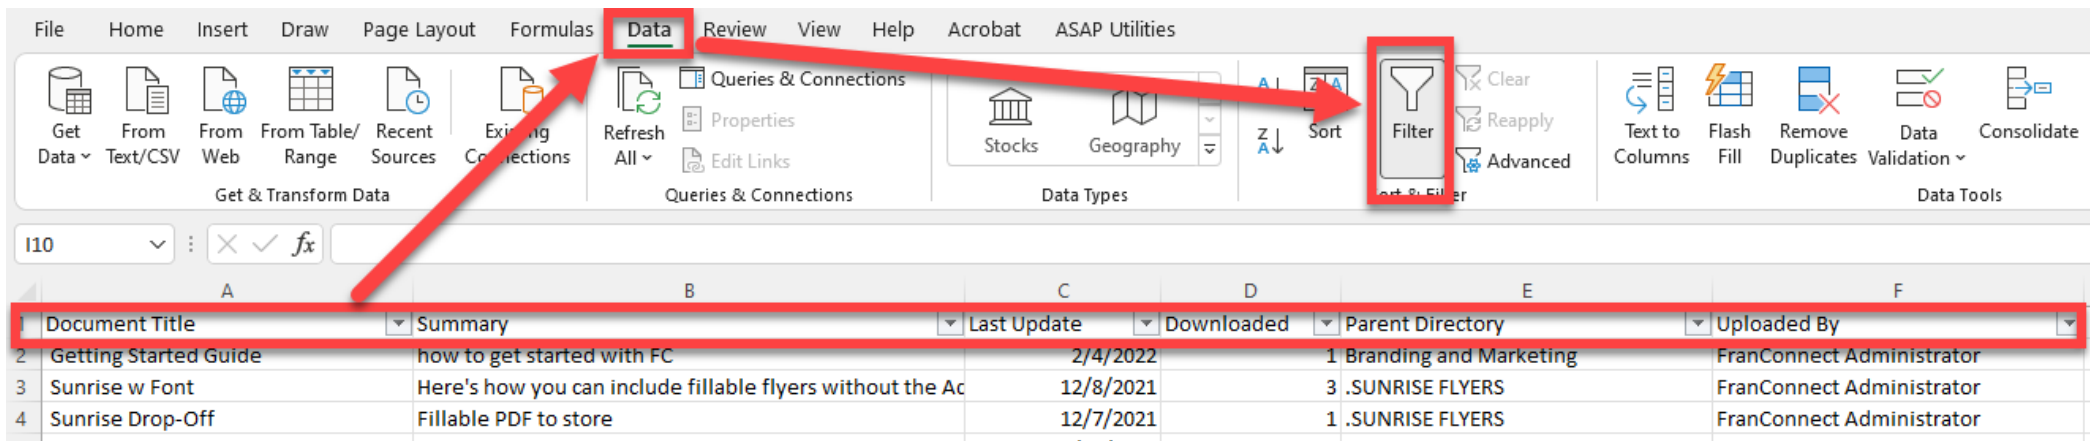 File Home Insert Draw Page Layout Formulas Data Review View Help Acrobat ASAP Utilities
Get Data From Text/CSV From Web From Table/ Range Recent Sources Existing Connections
Get & Transform Data
Refresh All Queries & Connections
Properties
Edit Links
Queries & Connections
Stocks Geography
Data Types
Sort Filter Clear
Reapply
Advanced
Sort & Filter
Text to Columns Flash Fill Remove Duplicates Data Validation Consolidate
Data Tools
I10 fx
A B C D E F
1 Document Title Summary Last Update Downloaded Parent Directory Uploaded By
2 Getting Started Guide how to get started with FC 2/4/2022 1 Branding and Marketing FranConnect Administrator
3 Sunrise w Font Here's how you can include fillable flyers without the Ac 12/8/2021 3 .SUNRISE FLYERS FranConnect Administrator
4 Sunrise Drop-Off Fillable PDF to store 12/7/2021 1 .SUNRISE FLYERS FranConnect Administrator